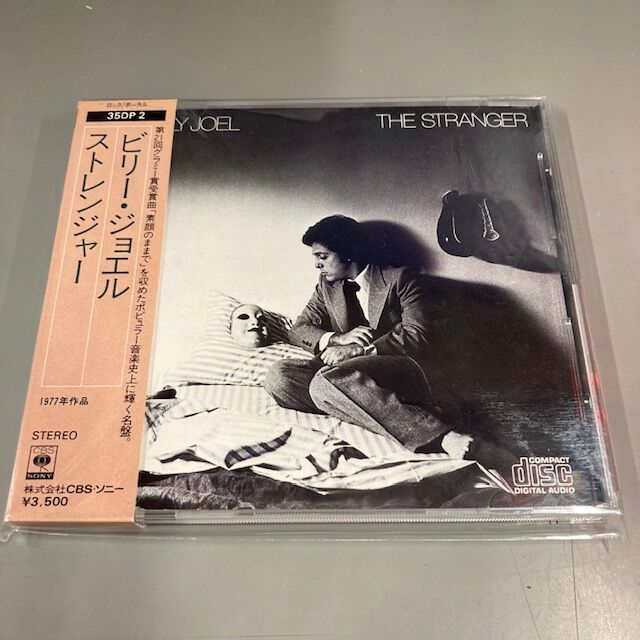 ロック/ボーカル
35DP 2
ビリー・ジョエル
ストレンジャー
第21回グラミー賞受賞曲「素顔のままで」を収めたポピュラー音楽史上に輝く名盤。
1977年作品
STEREO
CBS
SONY
株式会社CBS・ソニー
¥3,500
LY JOEL
THE STRANGER
COMPACT
disc
DIGITAL AUDIO